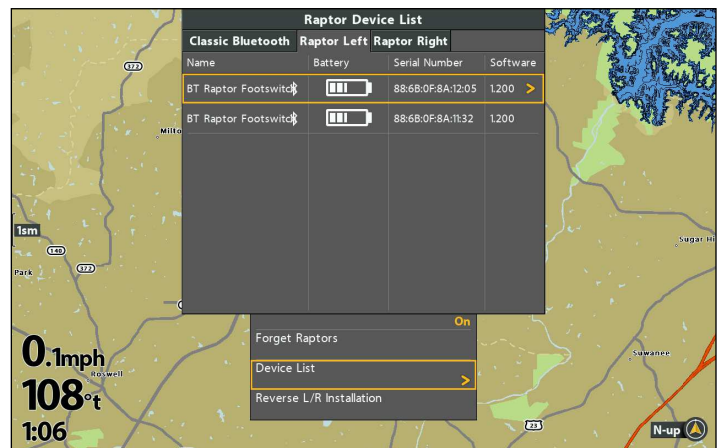 Raptor Device List
Classic Bluetooth Raptor Left Raptor Right
Name Battery Serial Number Software
BT Raptor Footswitch 88:6B:0F:8A:12:05 1.200 >
BT Raptor Footswitch 88:6B:0F:8A:11:32 1.200
On
Forget Raptors
Device List >
Reverse L/R Installation
372
Milto
1sm
140
372
Park
Sugar Hi
Suwanee
Roswell
23
0.1mph
108°t
1:06
N-up